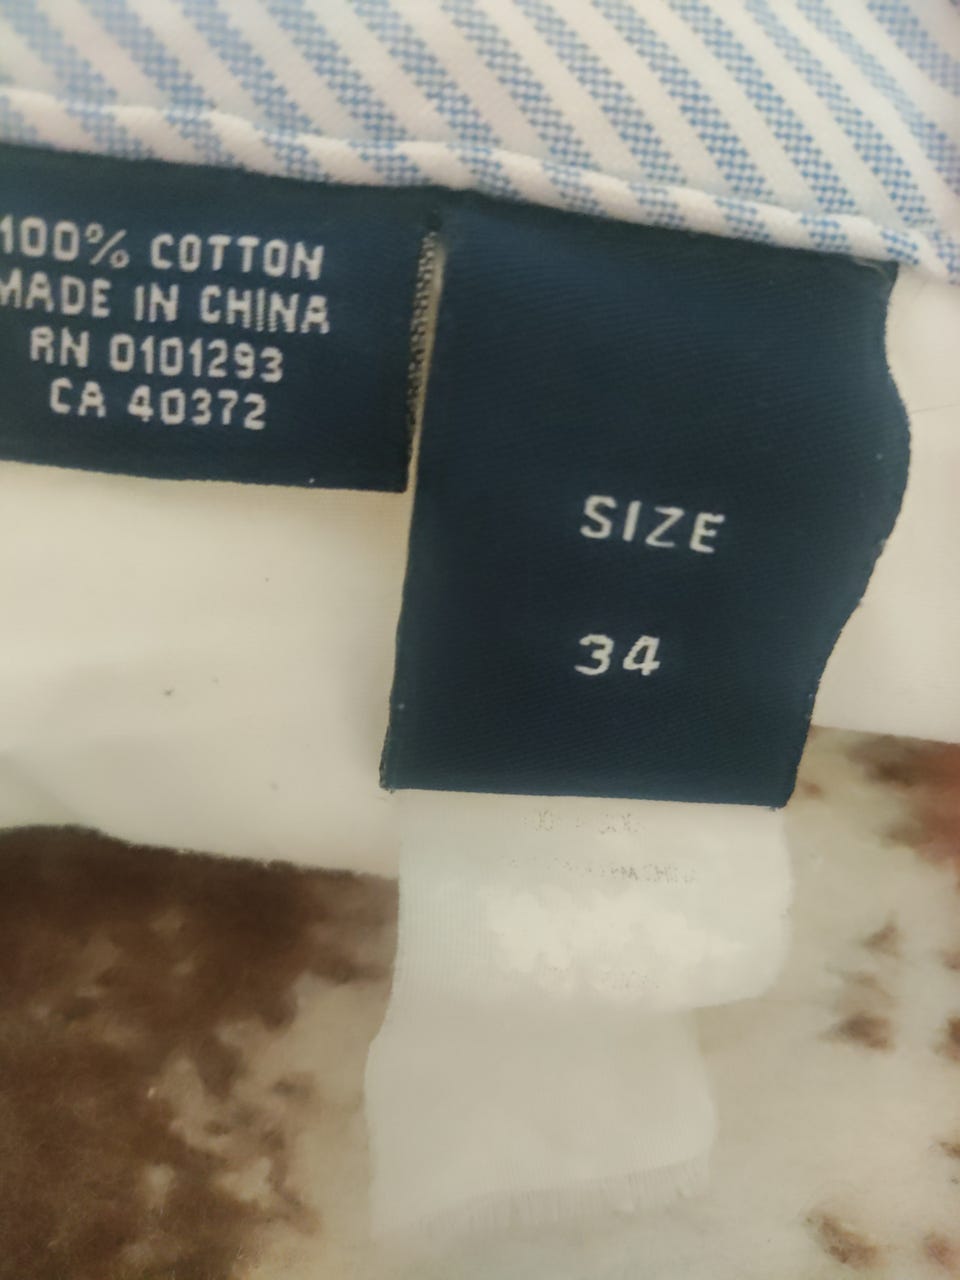 100% COTTON
MADE IN CHINA
RN 0101293
CA 40372
SIZE
34